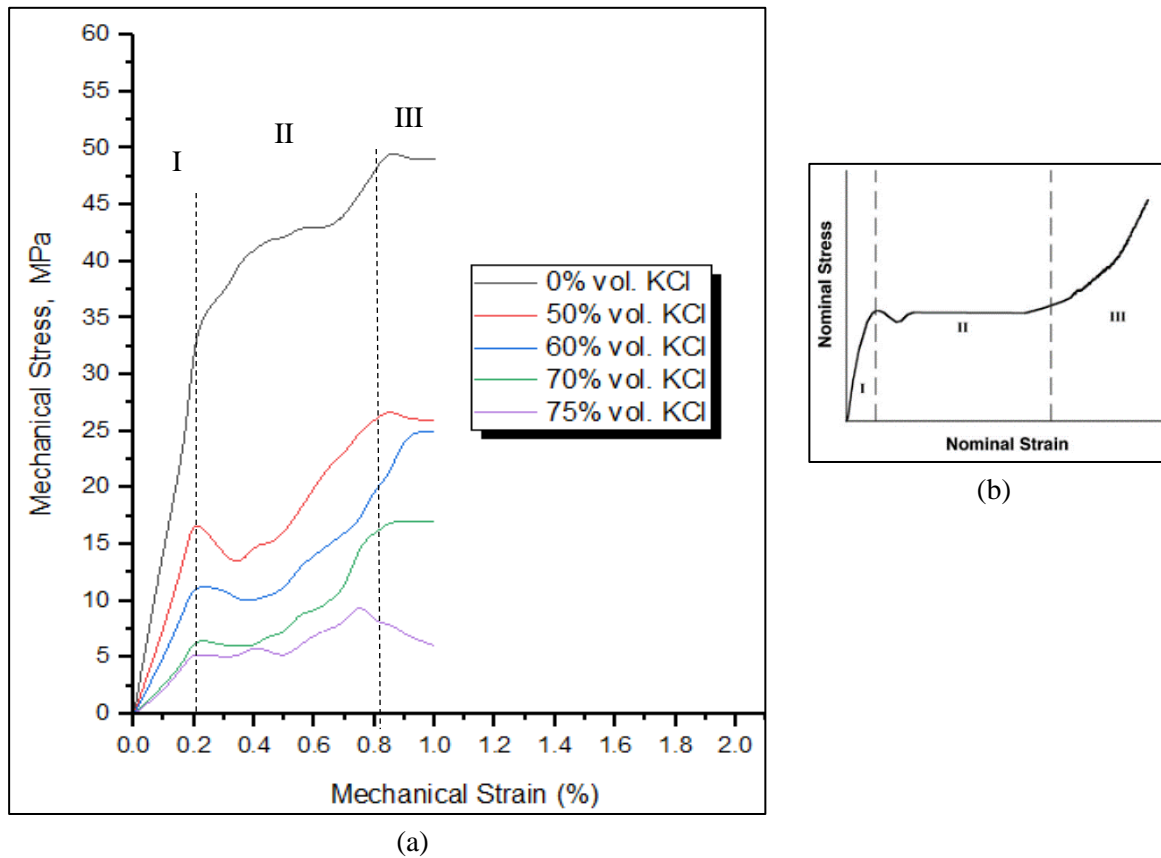 60
55
50
45
40
35
30
25
20
15
10
5
0
Mechanical Stress, MPa
I
II
III
0% vol. KCl
50% vol. KCl
60% vol. KCl
70% vol. KCl
75% vol. KCl
0.0 0.2 0.4 0.6 0.8 1.0 1.2 1.4 1.6 1.8 2.0
Mechanical Strain (%)
(a)
Nominal Stress
I
II
III
Nominal Strain
(b)